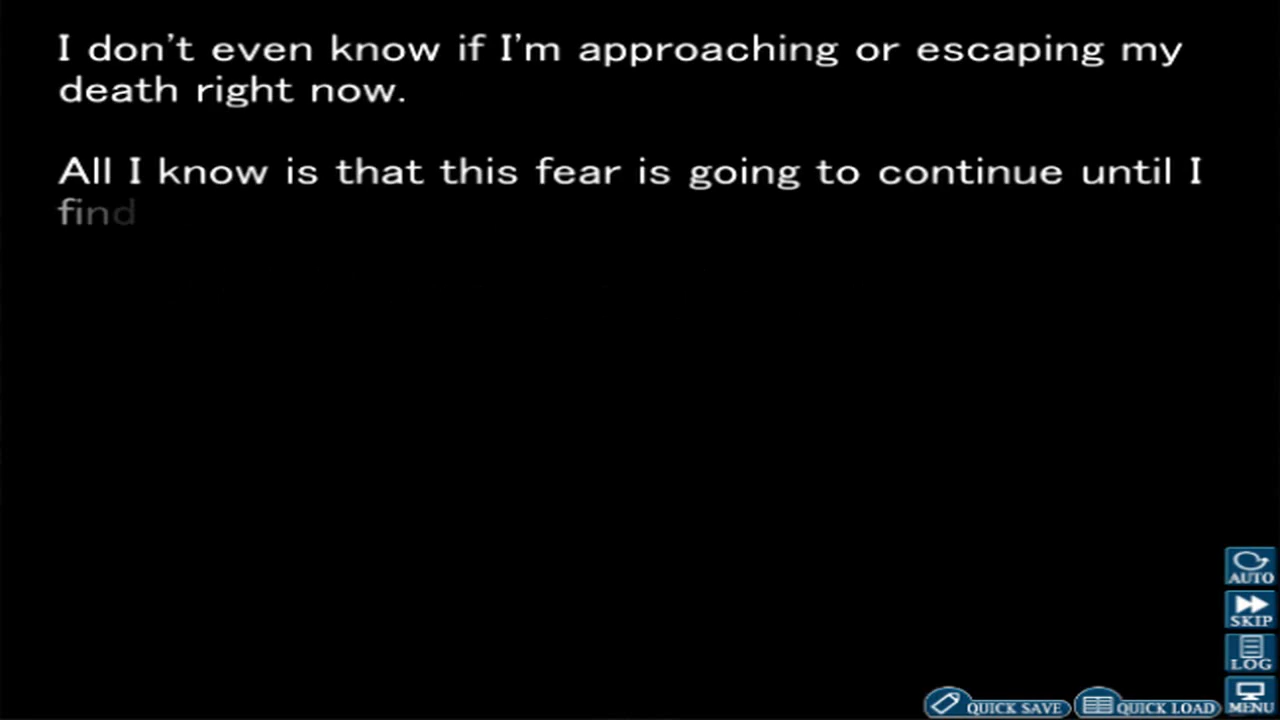 I don't even know if I'm approaching or escaping my
death right now.
All I know is that this fear is going to continue until I
find
AUTO
SKIP
LOG
QUICK SAVE
QUICK LOAD
MENU